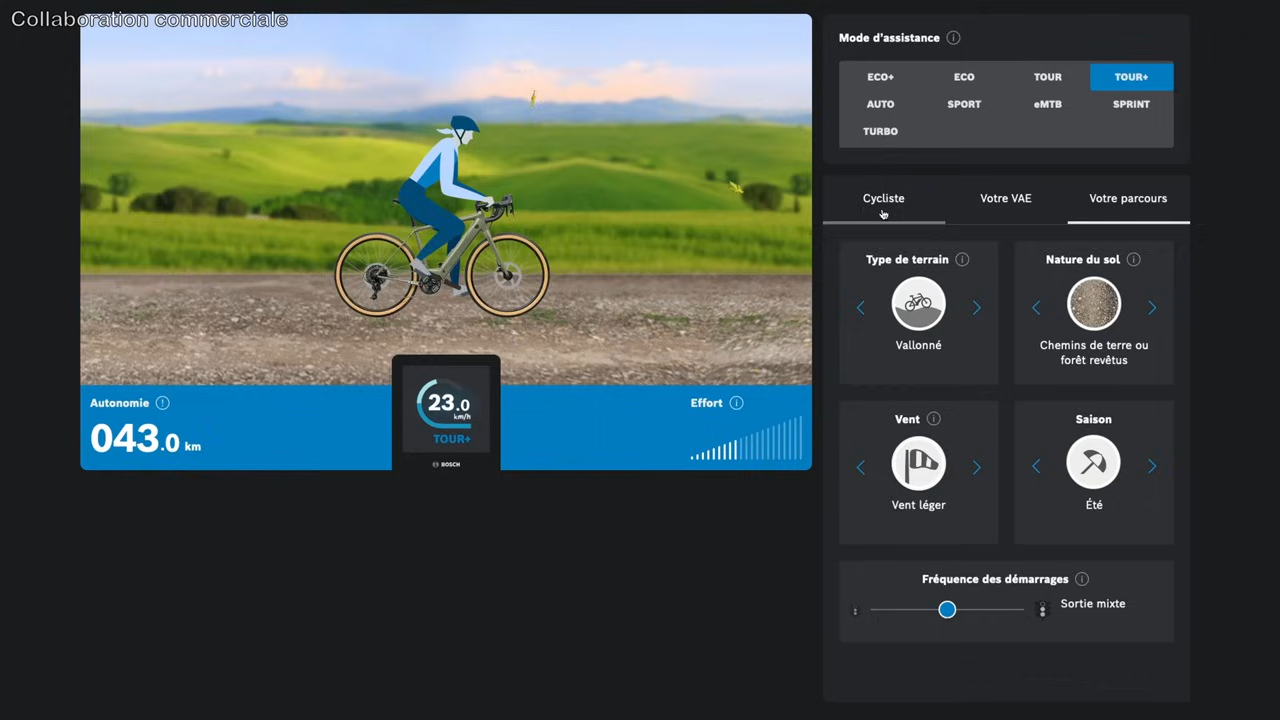 Collaboration commerciale
Mode d'assistance
ECO+ ECO TOUR TOUR+
AUTO SPORT eMTB SPRINT
TURBO
Cycliste Votre VAE Votre parcours
Type de terrain
Vallonné
Nature du sol
Chemins de terre ou
forêt revêtus
Vent
Vent léger
Saison
Été
Fréquence des démarrages
Sortie mixte
Autonomie
043.0 km
23.0
km/h
TOUR+
BOSCH
Effort